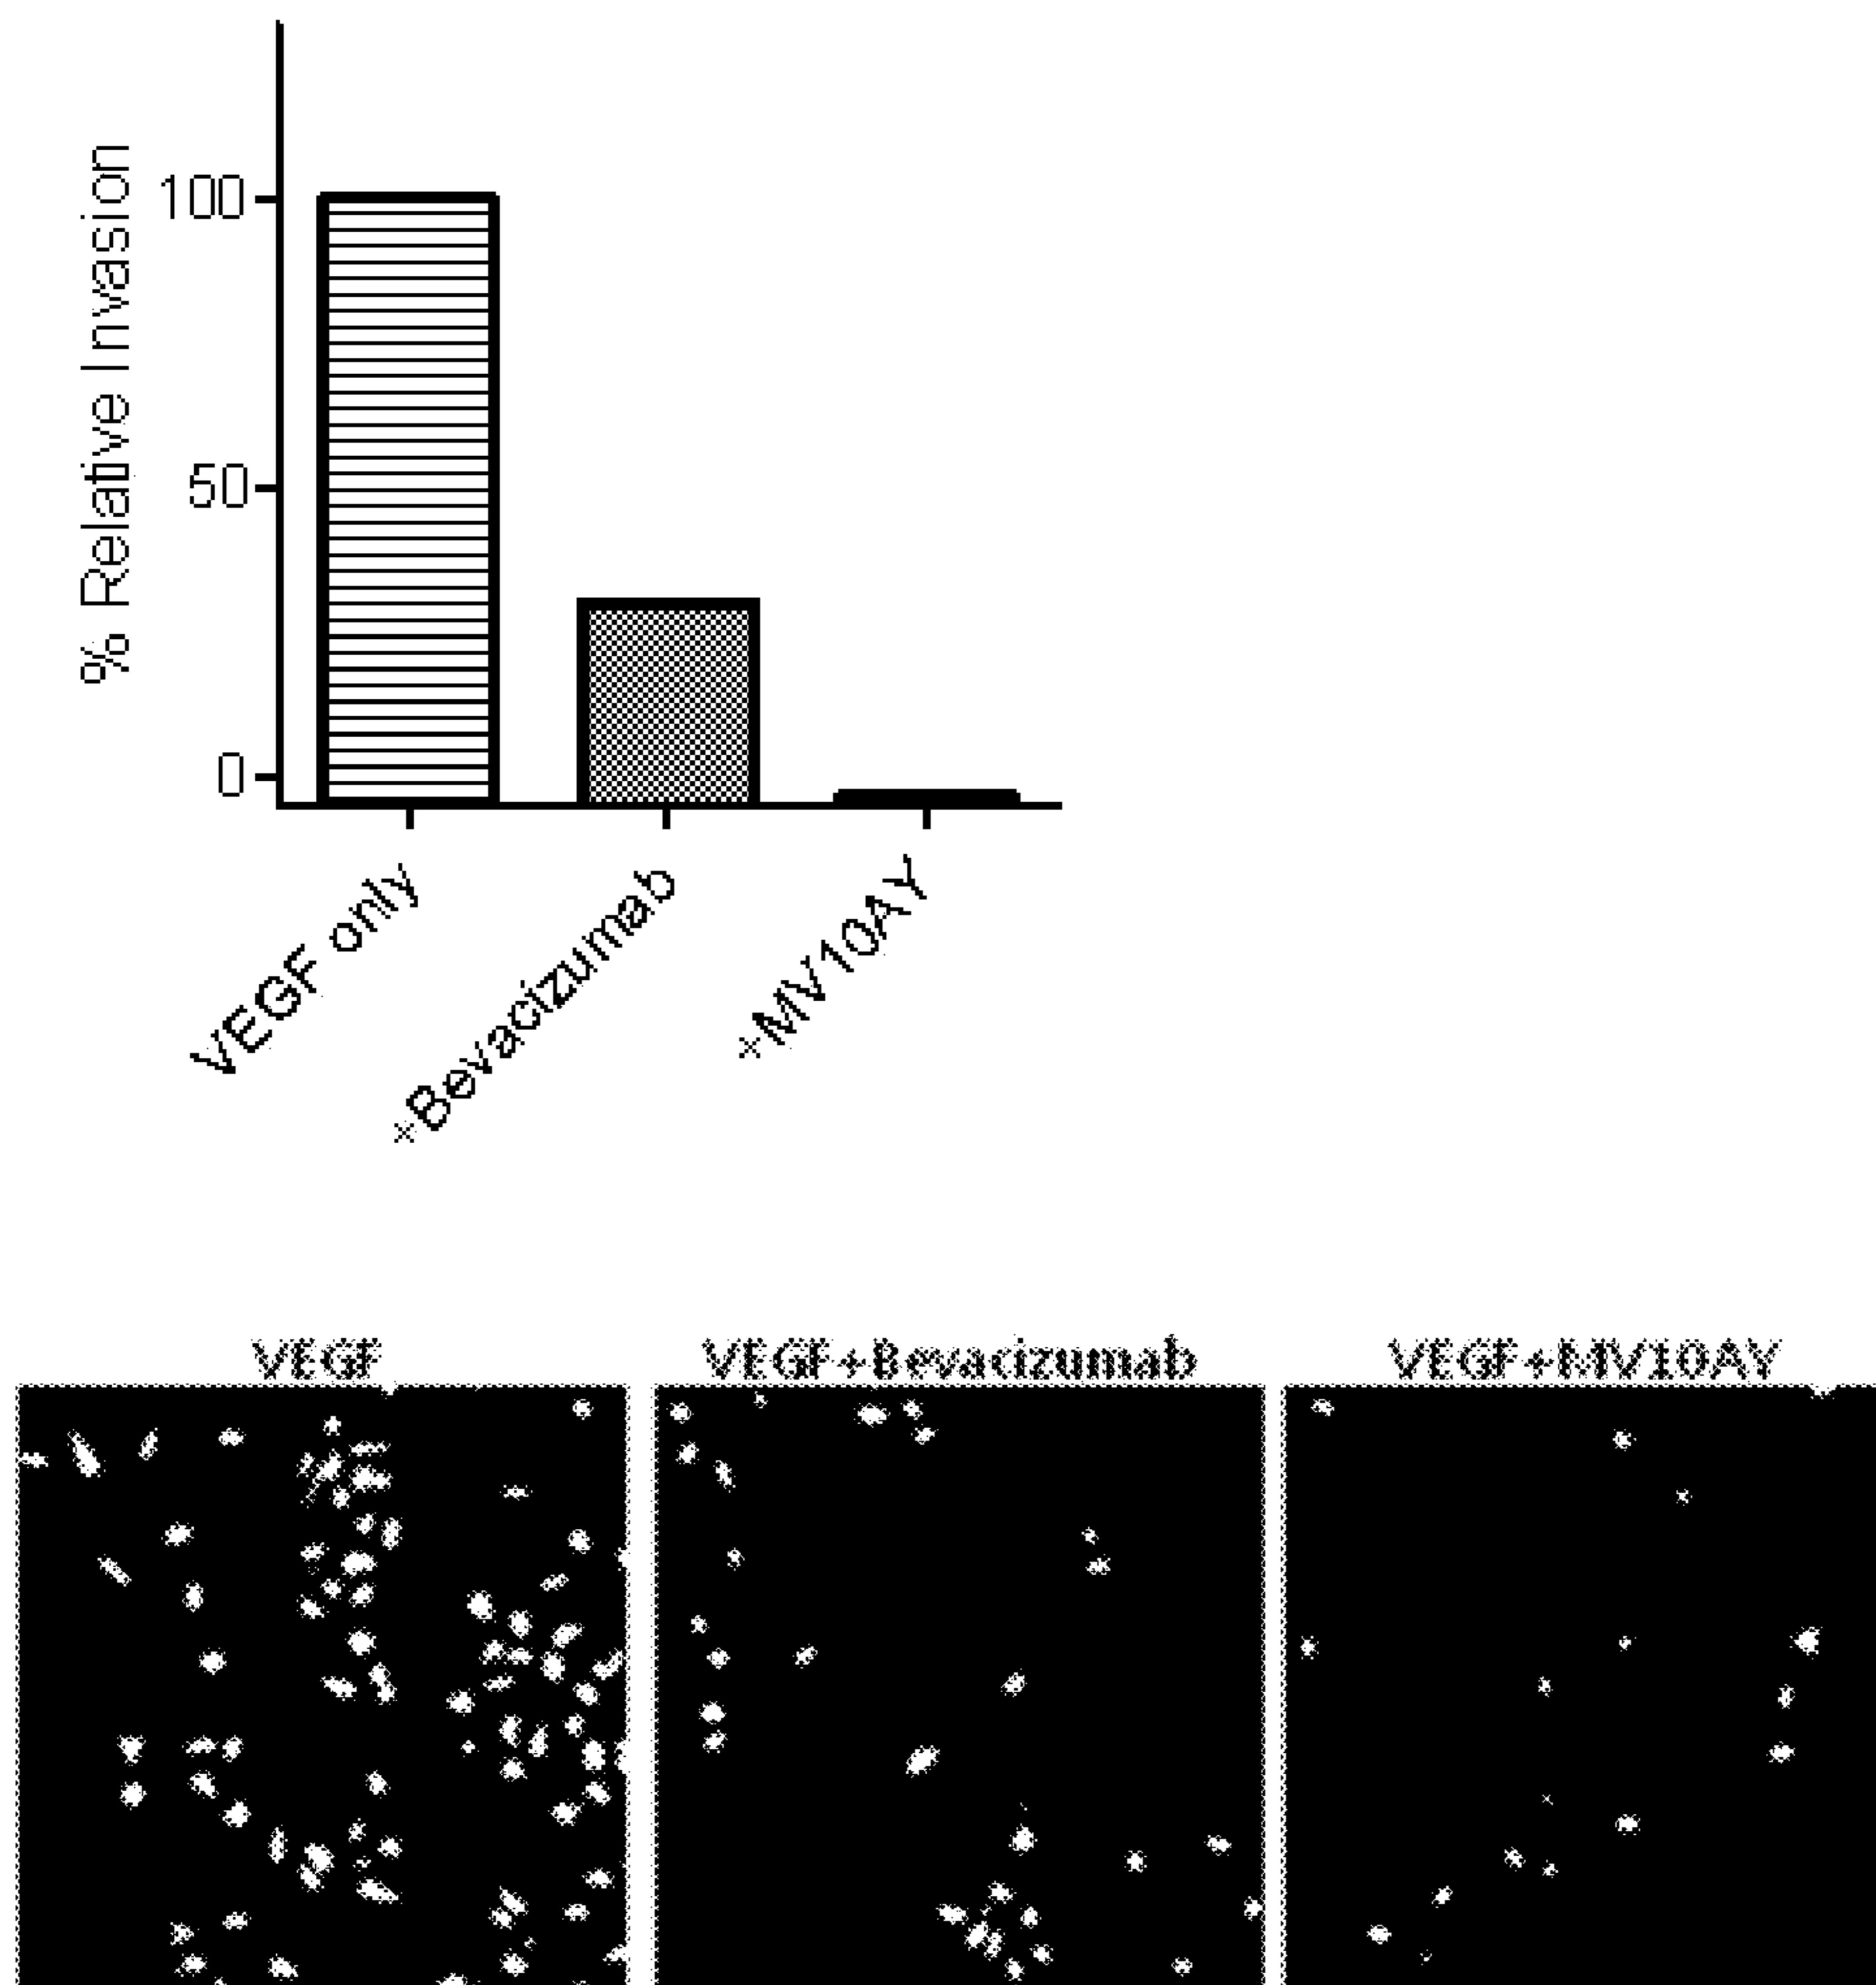 % Relative Invasion
100
50
0
VEGF only
+Bevacizumab
+MV10AY
VEGF
VEGF+Bevacizumab
VEGF+MV10AY